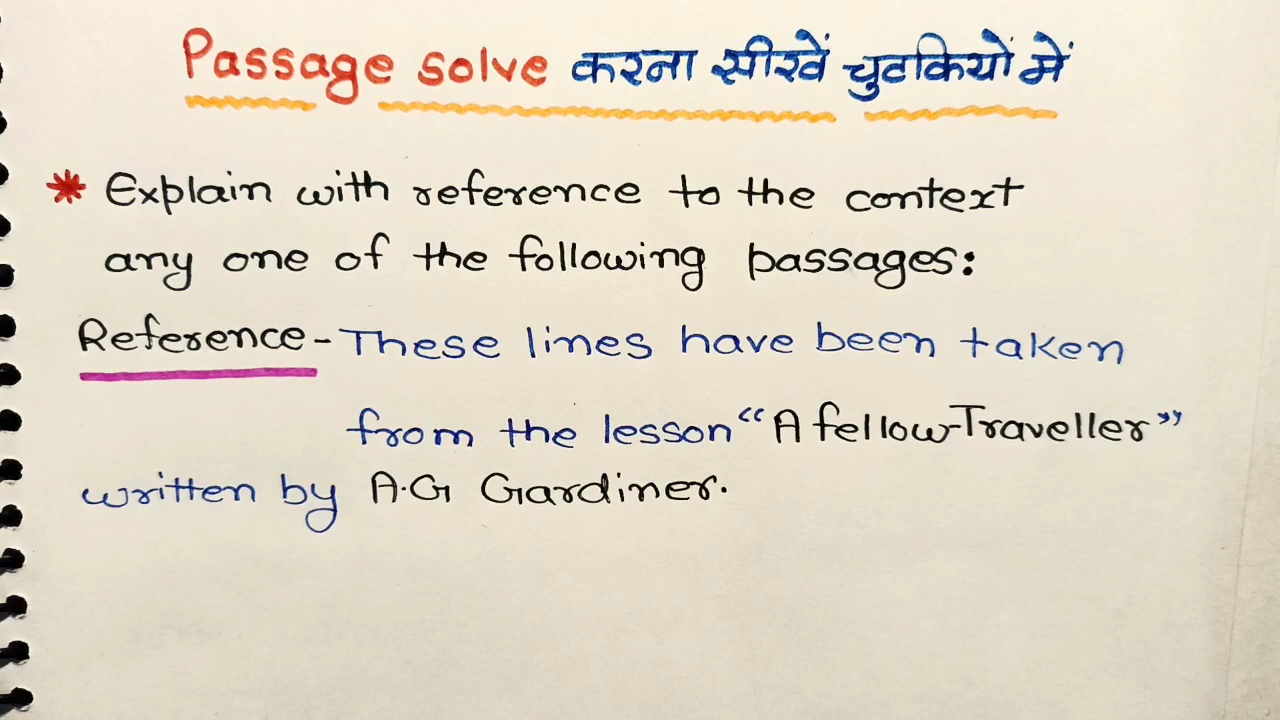 Passage solve करना सीखें चुटकियों में
* Explain with reference to the context
any one of the following passages:
Reference- These lines have been taken
from the lesson "A fellow-Traveller"
written by A.G Gardiner.